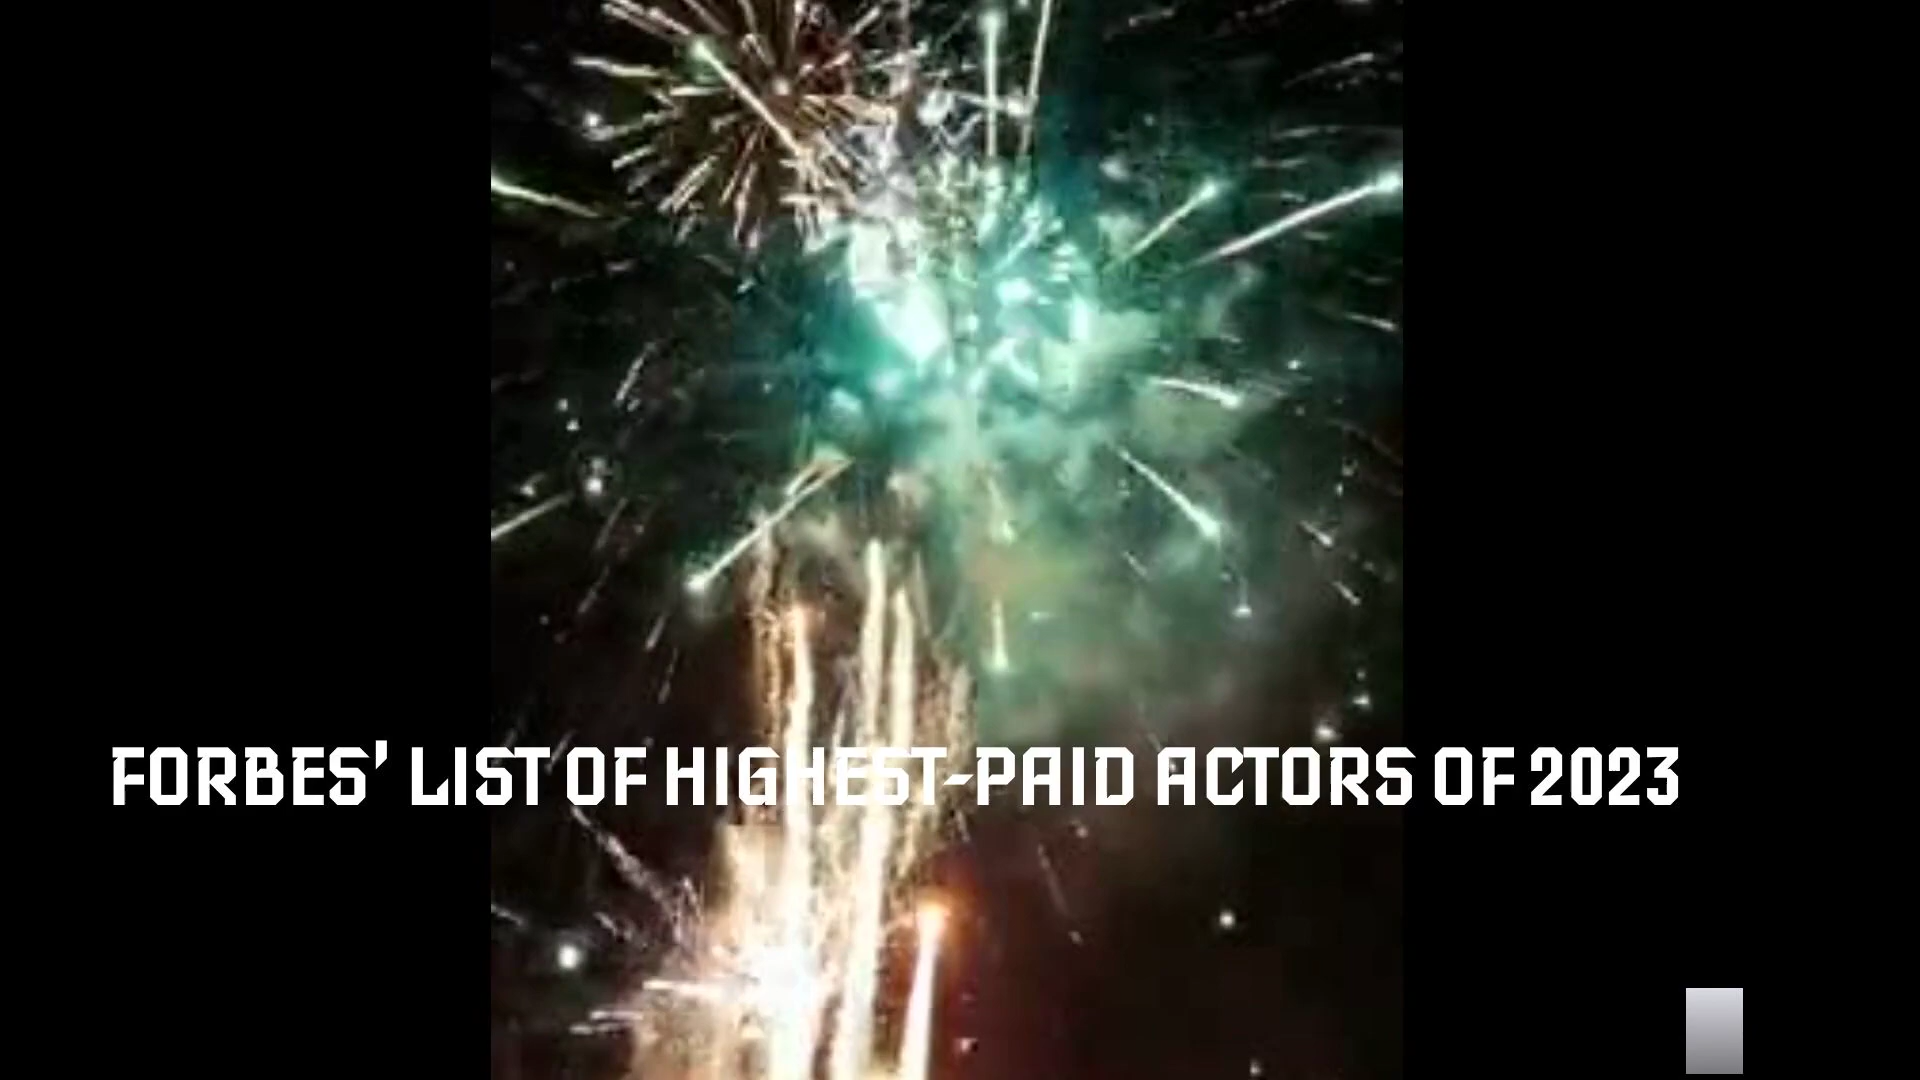 FORBES' LIST OF HIGHEST-PAID ACTORS OF 2023